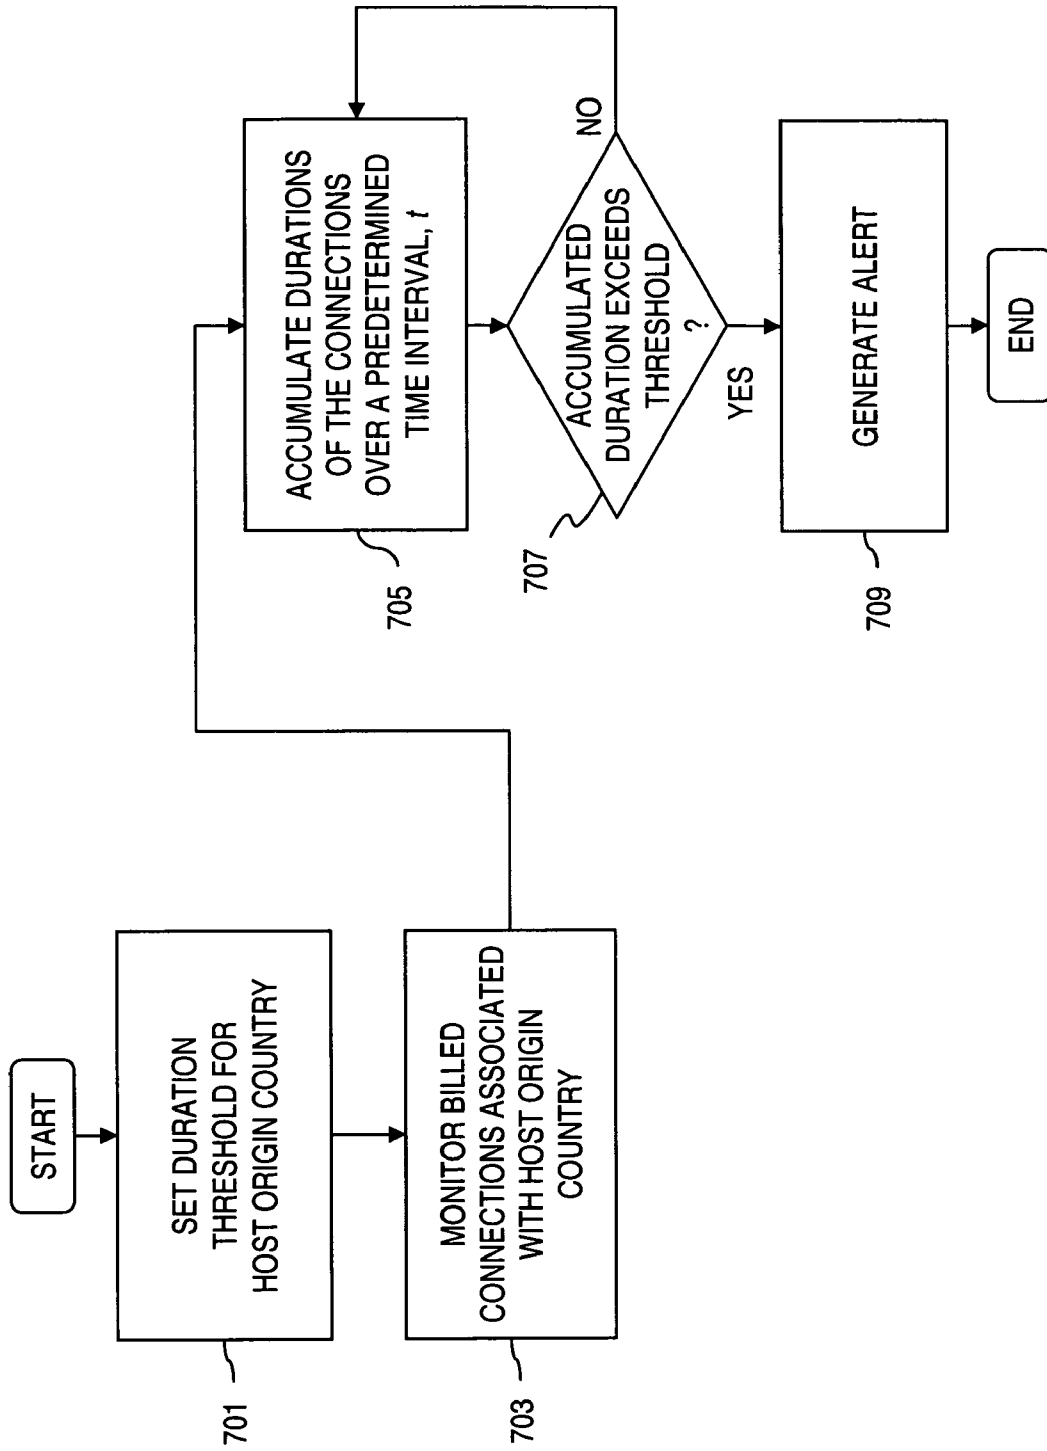 START
SET DURATION
THRESHOLD FOR
HOST ORIGIN COUNTRY
701
MONITOR BILLED
CONNECTIONS ASSOCIATED
WITH HOST ORIGIN
COUNTRY
703
ACCUMULATE DURATIONS
OF THE CONNECTIONS
OVER A PREDETERMINED
TIME INTERVAL, t
705
ACCUMULATED
DURATION EXCEEDS
THRESHOLD
?
707
NO
YES
GENERATE ALERT
709
END